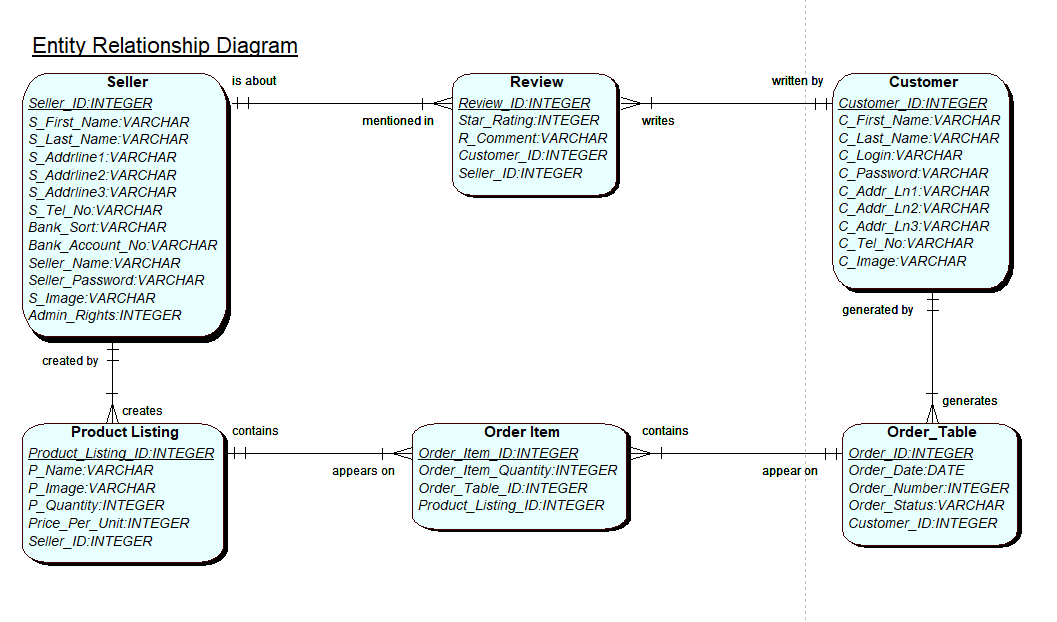 Entity Relationship Diagram
Seller
Seller_ID:INTEGER
S_First_Name:VARCHAR
S_Last_Name:VARCHAR
S_Addrline1:VARCHAR
S_Addrline2:VARCHAR
S_Addrline3:VARCHAR
S_Tel_No:VARCHAR
Bank_Sort:VARCHAR
Bank_Account_No:VARCHAR
Seller_Name:VARCHAR
Seller_Password:VARCHAR
S_Image:VARCHAR
Admin_Rights:INTEGER
is about
mentioned in
Review
Review_ID:INTEGER
Star_Rating:INTEGER
R_Comment:VARCHAR
Customer_ID:INTEGER
Seller_ID:INTEGER
written by
writes
Customer
Customer_ID:INTEGER
C_First_Name:VARCHAR
C_Last_Name:VARCHAR
C_Login:VARCHAR
C_Password:VARCHAR
C_Addr_Ln1:VARCHAR
C_Addr_Ln2:VARCHAR
C_Addr_Ln3:VARCHAR
C_Tel_No:VARCHAR
C_Image:VARCHAR
created by
creates
generated by
generates
Product Listing
Product_Listing_ID:INTEGER
P_Name:VARCHAR
P_Image:VARCHAR
P_Quantity:INTEGER
Price_Per_Unit:INTEGER
Seller_ID:INTEGER
contains
appears on
Order Item
Order_Item_ID:INTEGER
Order_Item_Quantity:INTEGER
Order_Table_ID:INTEGER
Product_Listing_ID:INTEGER
contains
appear on
Order_Table
Order_ID:INTEGER
Order_Date:DATE
Order_Number:INTEGER
Order_Status:VARCHAR
Customer_ID:INTEGER